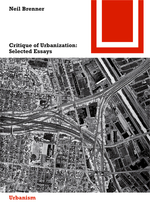 Neil Brenner
Critique of Urbanization:
Selected Essays
Urbanism